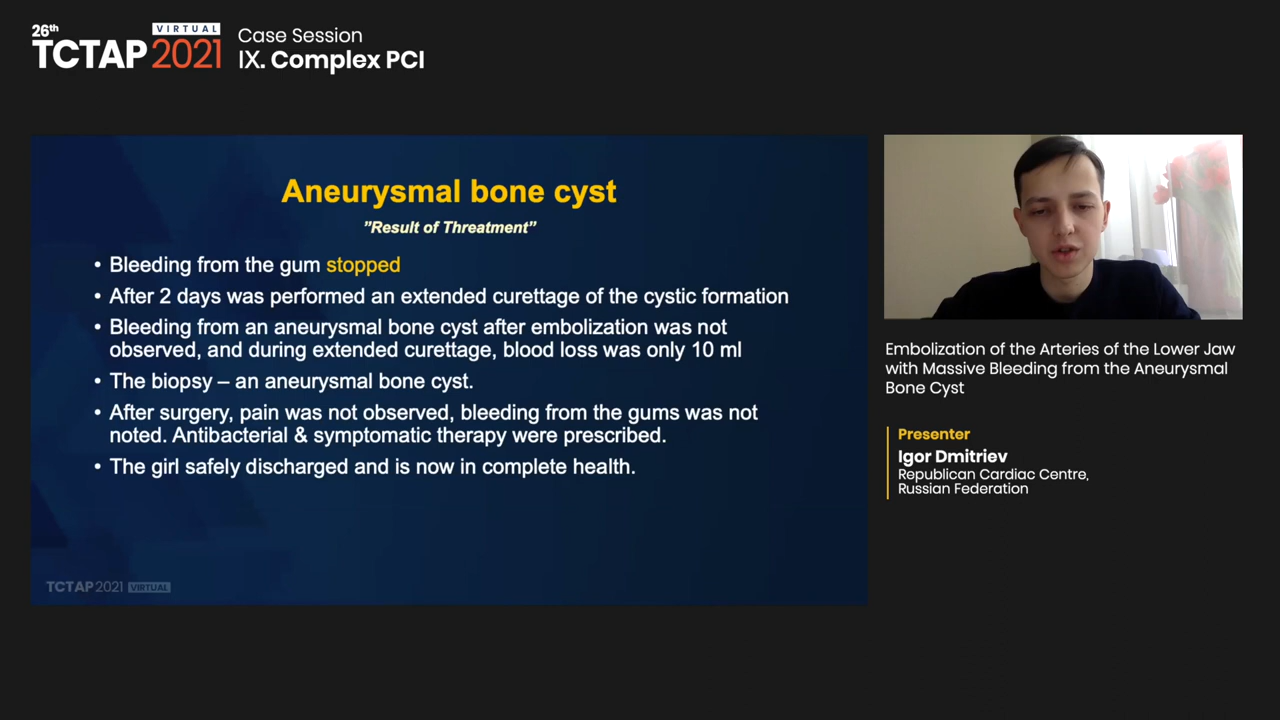 26th
VIRTUAL
TCTAP 2021
Case Session
IX. Complex PCI
Aneurysmal bone cyst
”Result of Threatment”
• Bleeding from the gum stopped
• After 2 days was performed an extended curettage of the cystic formation
• Bleeding from an aneurysmal bone cyst after embolization was not
observed, and during extended curettage, blood loss was only 10 ml
• The biopsy – an aneurysmal bone cyst.
• After surgery, pain was not observed, bleeding from the gums was not
noted. Antibacterial & symptomatic therapy were prescribed.
• The girl safely discharged and is now in complete health.
TCTAP 2021 VIRTUAL
Embolization of the Arteries of the Lower Jaw
with Massive Bleeding from the Aneurysmal
Bone Cyst
Presenter
Igor Dmitriev
Republican Cardiac Centre,
Russian Federation